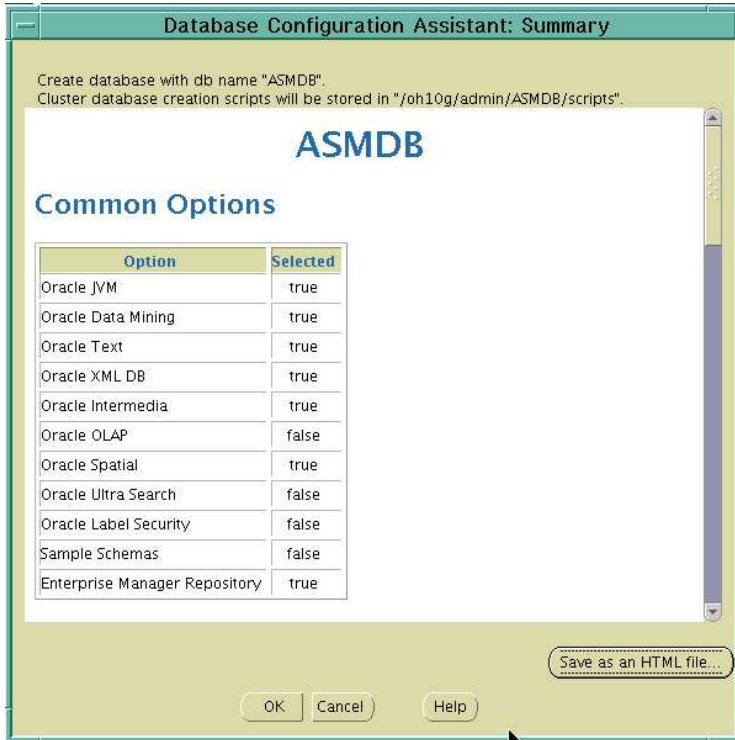 Database Configuration Assistant: Summary
Create database with db name "ASMDB".
Cluster database creation scripts will be stored in "/oh10g/admin/ASMDB/scripts".
ASMDB
Common Options
Option Selected
Oracle JVM true
Oracle Data Mining true
Oracle Text true
Oracle XML DB true
Oracle Intermedia true
Oracle OLAP false
Oracle Spatial true
Oracle Ultra Search false
Oracle Label Security false
Sample Schemas false
Enterprise Manager Repository true
Save as an HTML file...
OK Cancel Help